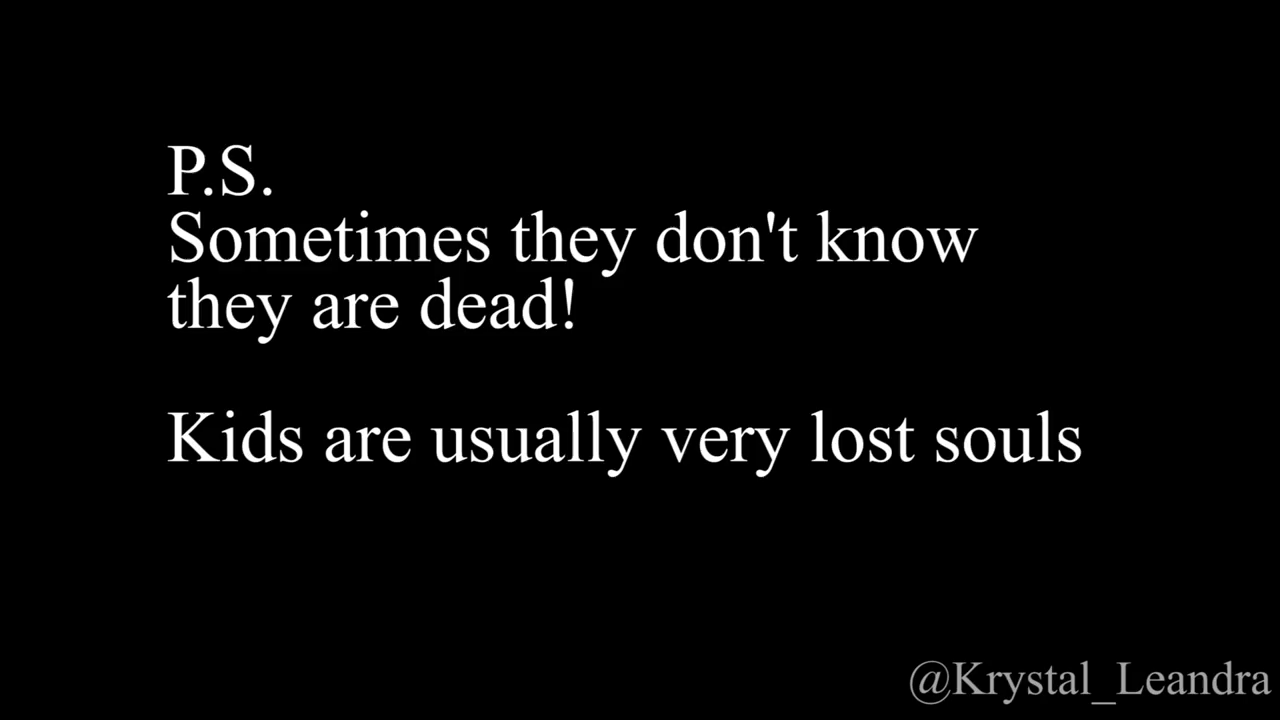 P.S.
Sometimes they don't know
they are dead!
Kids are usually very lost souls
@Krystal_Leandra